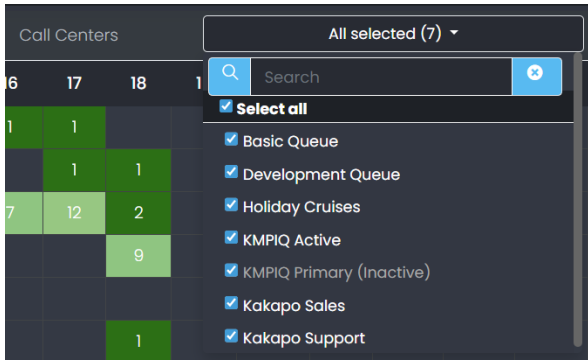 Call Centers
All selected (7)
16 17 18 1
Search
Select all
1 1
Basic Queue
1 1
Development Queue
7 12 2
Holiday Cruises
9
KMPIQ Active
KMPIQ Primary (Inactive)
Kakapo Sales
1
Kakapo Support